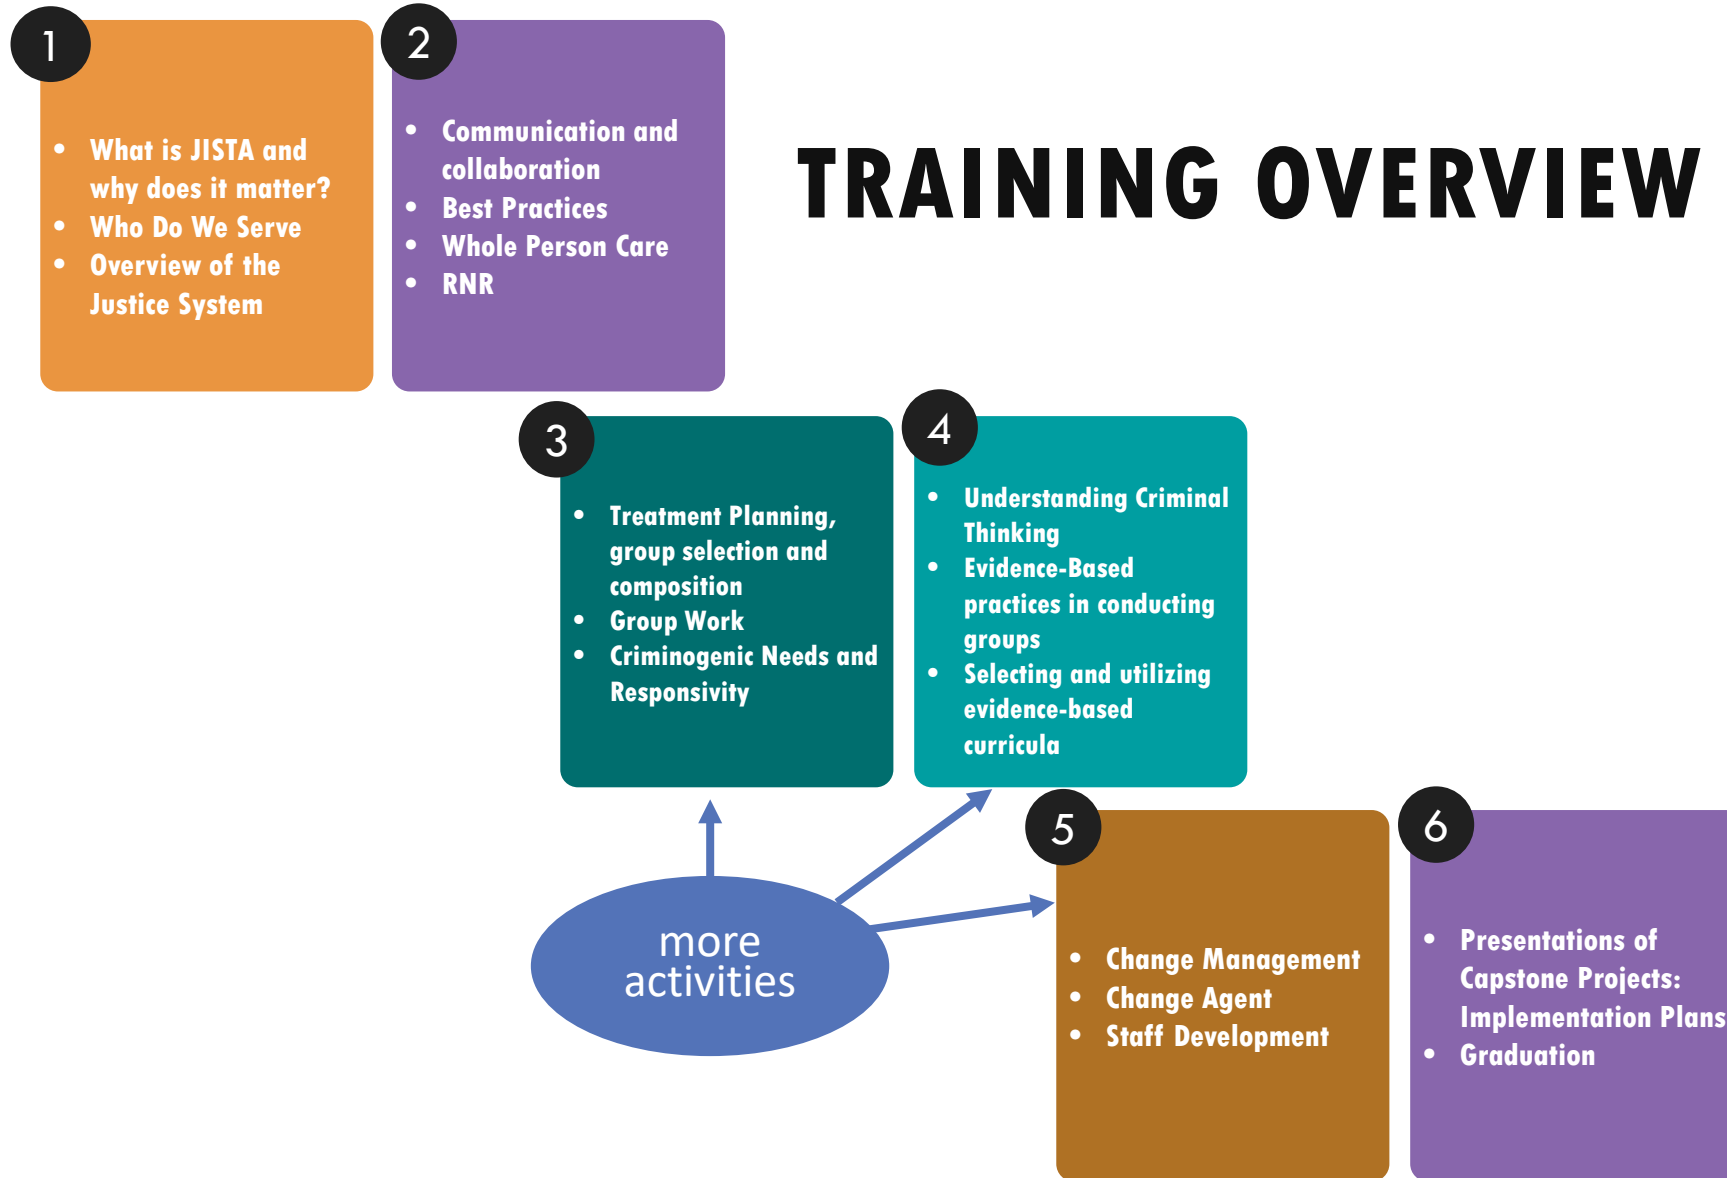 1
• What is JISTA and
why does it matter?
• Who Do We Serve
• Overview of the
Justice System
2
• Communication and
collaboration
• Best Practices
• Whole Person Care
• RNR
TRAINING OVERVIEW
3
• Treatment Planning,
group selection and
composition
• Group Work
• Criminogenic Needs and
Responsivity
4
• Understanding Criminal
Thinking
• Evidence-Based
practices in conducting
groups
• Selecting and utilizing
evidence-based
curricula
more
activities
5
• Change Management
• Change Agent
• Staff Development
6
• Presentations of
Capstone Projects:
Implementation Plans
• Graduation